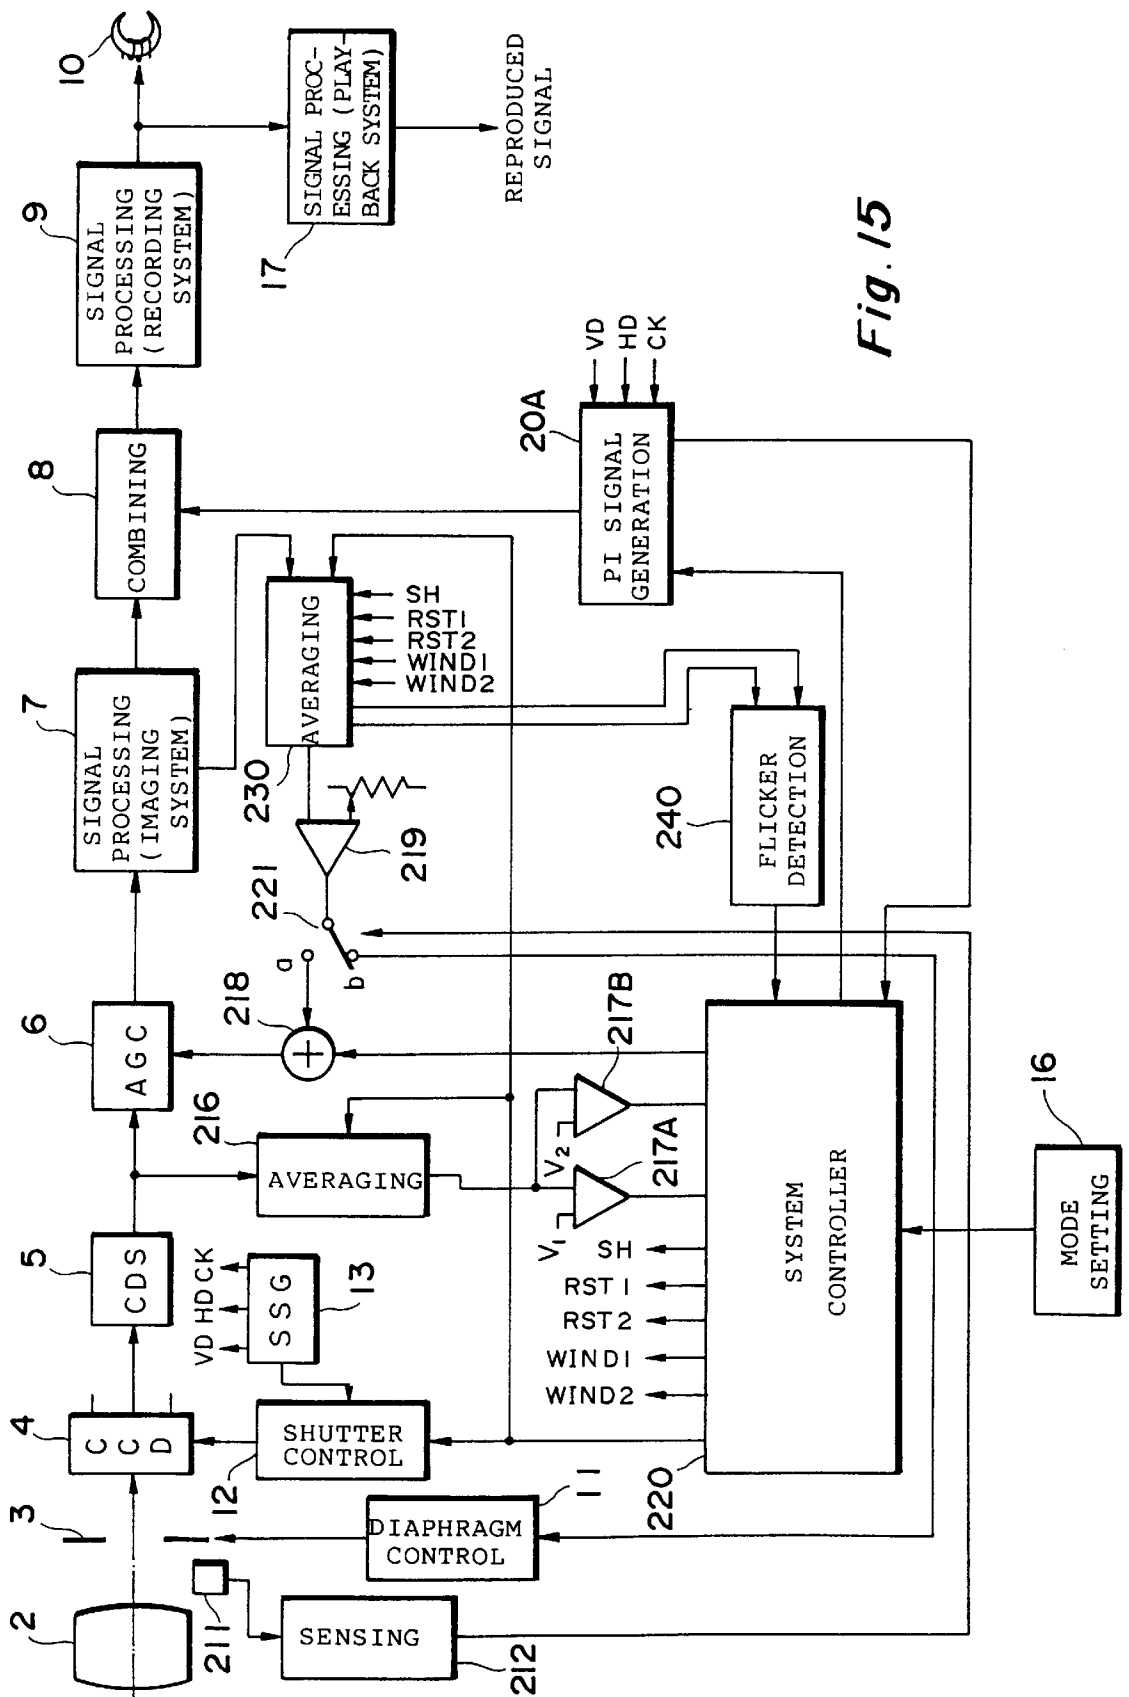 2
3
4
C C D
5
CDS
6
AGC
7
SIGNAL
PROCESSING
(IMAGING
SYSTEM)
8
COMBINING
9
SIGNAL
PROCESSING
(RECORDING
SYSTEM)
10
211
12
SHUTTER
CONTROL
VD HD CK
SSG
13
216
AVERAGING
218
+
a
b
221
219
230
AVERAGING
SH
RST1
RST2
WIND1
WIND2
17
SIGNAL PROC-
ESSING (PLAY-
BACK SYSTEM)
REPRODUCED
SIGNAL
212
SENSING
11
DIAPHRAGM
CONTROL
V1
217A
V2
217B
SH
RST1
RST2
WIND1
WIND2
220
SYSTEM
CONTROLLER
240
FLICKER
DETECTION
20A
PI SIGNAL
GENERATION
VD
HD
CK
16
MODE
SETTING
Fig. 15